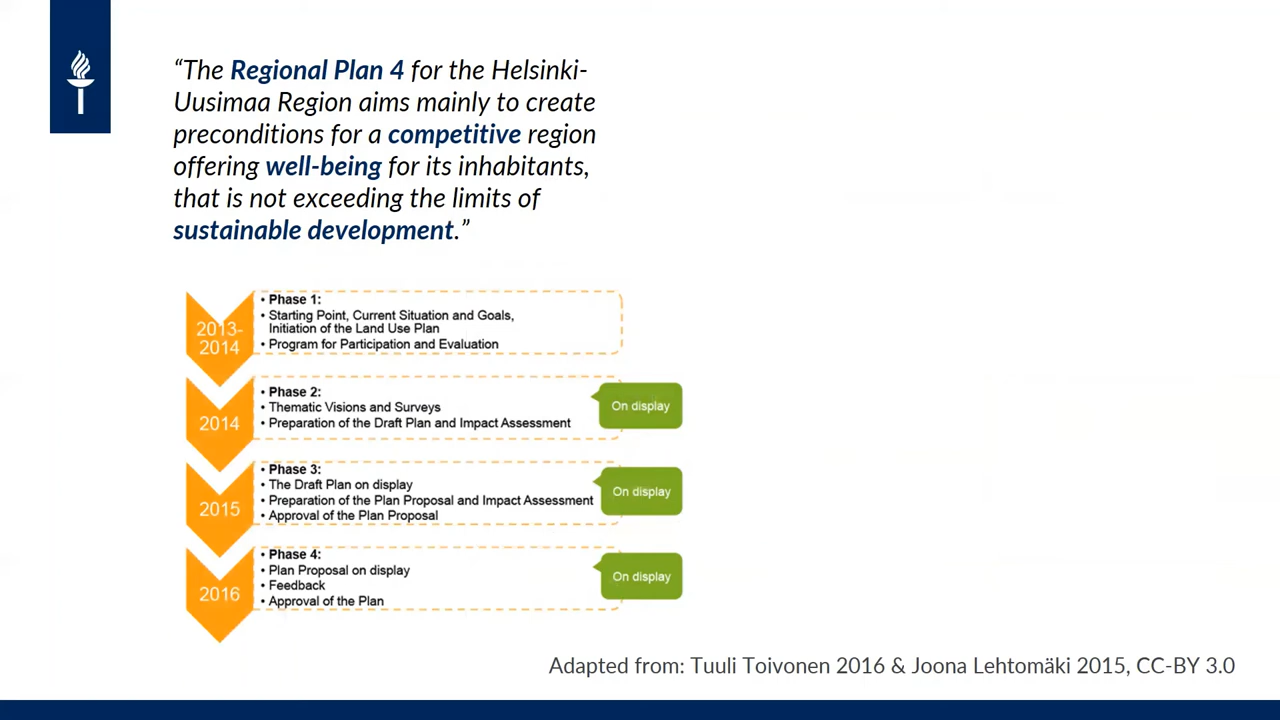 “The Regional Plan 4 for the Helsinki-
Uusimaa Region aims mainly to create
preconditions for a competitive region
offering well-being for its inhabitants,
that is not exceeding the limits of
sustainable development.”
2013-
2014
• Phase 1:
• Starting Point, Current Situation and Goals,
Initiation of the Land Use Plan
• Program for Participation and Evaluation
2014
• Phase 2:
• Thematic Visions and Surveys
• Preparation of the Draft Plan and Impact Assessment
On display
2015
• Phase 3:
• The Draft Plan on display
• Preparation of the Plan Proposal and Impact Assessment
• Approval of the Plan Proposal
On display
2016
• Phase 4:
• Plan Proposal on display
• Feedback
• Approval of the Plan
On display
Adapted from: Tuuli Toivonen 2016 & Joona Lehtomäki 2015, CC-BY 3.0